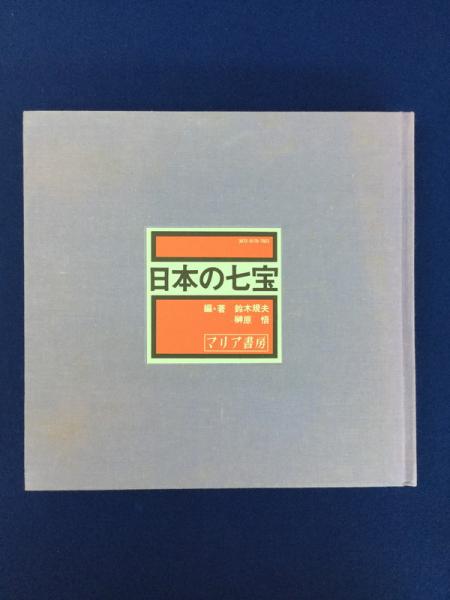 日本の七宝
編・著 鈴木規夫
榊原 悟
マリア書房